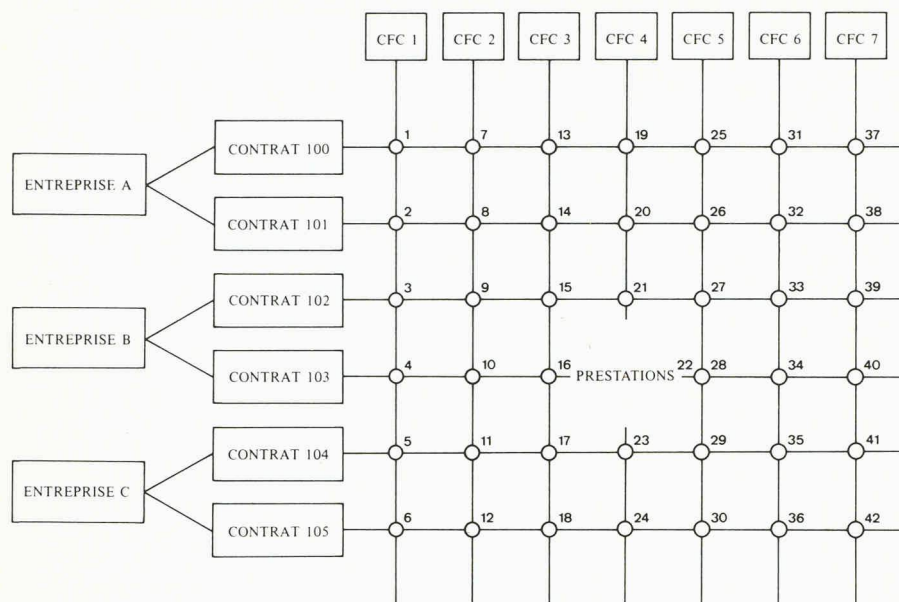 CFC 1 CFC 2 CFC 3 CFC 4 CFC 5 CFC 6 CFC 7
1 7 13 19 25 31 37
CONTRAT 100
ENTREPRISE A
2 8 14 20 26 32 38
CONTRAT 101
3 9 15 21 27 33 39
CONTRAT 102
ENTREPRISE B
4 10 16 PRESTATIONS 22 28 34 40
CONTRAT 103
5 11 17 23 29 35 41
CONTRAT 104
ENTREPRISE C
6 12 18 24 30 36 42
CONTRAT 105